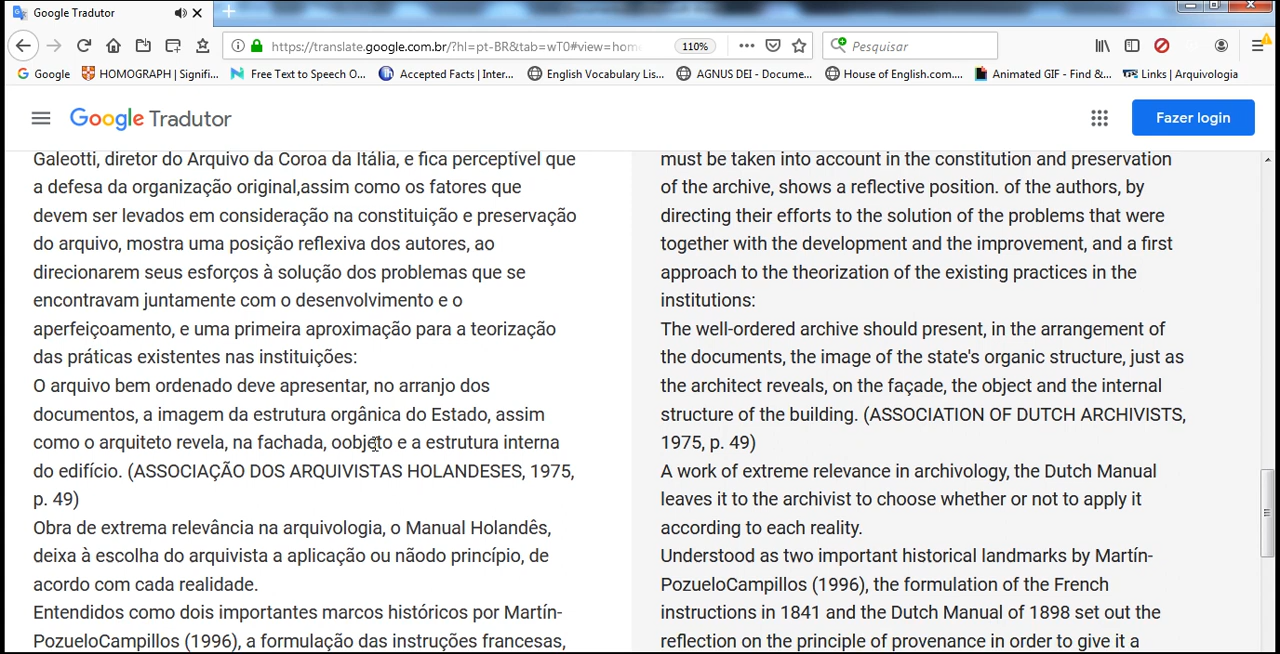 Google Tradutor
https://translate.google.com.br/?hl=pt-BR&tab=wT0#view=home
110%
Pesquisar
Google
HOMOGRAPH | Signifi...
Free Text to Speech O...
Accepted Facts | Inter...
English Vocabulary Lis...
AGNUS DEI - Docume...
House of English.com....
Animated GIF - Find &...
Links | Arquivologia
Google Tradutor
Fazer login
Galeotti, diretor do Arquivo da Coroa da Itália, e fica perceptível que
a defesa da organização original,assim como os fatores que
devem ser levados em consideração na constituição e preservação
do arquivo, mostra uma posição reflexiva dos autores, ao
direcionarem seus esforços à solução dos problemas que se
encontravam juntamente com o desenvolvimento e o
aperfeiçoamento, e uma primeira aproximação para a teorização
das práticas existentes nas instituições:
O arquivo bem ordenado deve apresentar, no arranjo dos
documentos, a imagem da estrutura orgânica do Estado, assim
como o arquiteto revela, na fachada, oobjeto e a estrutura interna
do edifício. (ASSOCIAÇÃO DOS ARQUIVISTAS HOLANDESES, 1975,
p. 49)
Obra de extrema relevância na arquivologia, o Manual Holandês,
deixa à escolha do arquivista a aplicação ou nãodo princípio, de
acordo com cada realidade.
Entendidos como dois importantes marcos históricos por Martín-
PozueloCampillos (1996), a formulação das instruções francesas,
must be taken into account in the constitution and preservation
of the archive, shows a reflective position. of the authors, by
directing their efforts to the solution of the problems that were
together with the development and the improvement, and a first
approach to the theorization of the existing practices in the
institutions:
The well-ordered archive should present, in the arrangement of
the documents, the image of the state's organic structure, just as
the architect reveals, on the façade, the object and the internal
structure of the building. (ASSOCIATION OF DUTCH ARCHIVISTS,
1975, p. 49)
A work of extreme relevance in archivology, the Dutch Manual
leaves it to the archivist to choose whether or not to apply it
according to each reality.
Understood as two important historical landmarks by Martín-
PozueloCampillos (1996), the formulation of the French
instructions in 1841 and the Dutch Manual of 1898 set out the
reflection on the principle of provenance in order to give it a